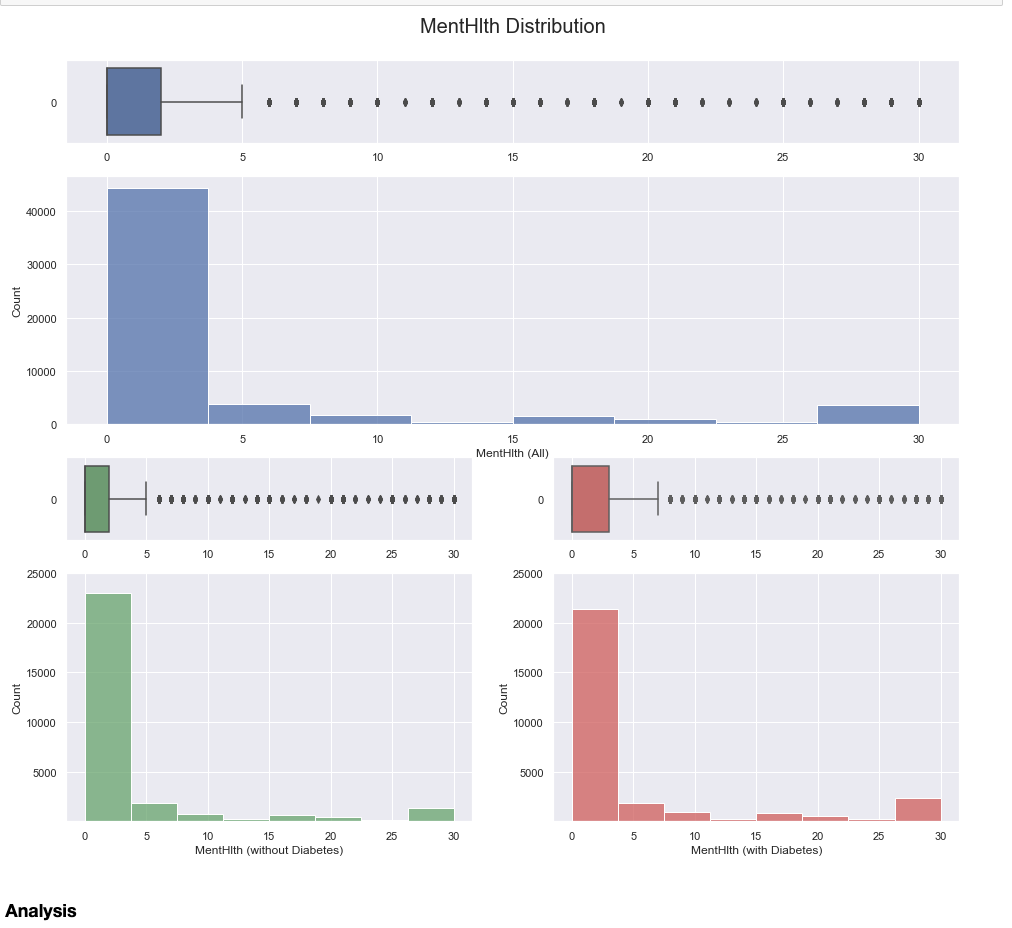 MentHlth Distribution
0
0 5 10 15 20 25 30
40000
30000
20000
10000
0
Count
0 5 10 15 20 25 30
MentHlth (All)
0
0 5 10 15 20 25 30
0
0 5 10 15 20 25 30
25000
20000
15000
10000
5000
Count
0 5 10 15 20 25 30
MentHlth (without Diabetes)
25000
20000
15000
10000
5000
Count
0 5 10 15 20 25 30
MentHlth (with Diabetes)
Analysis